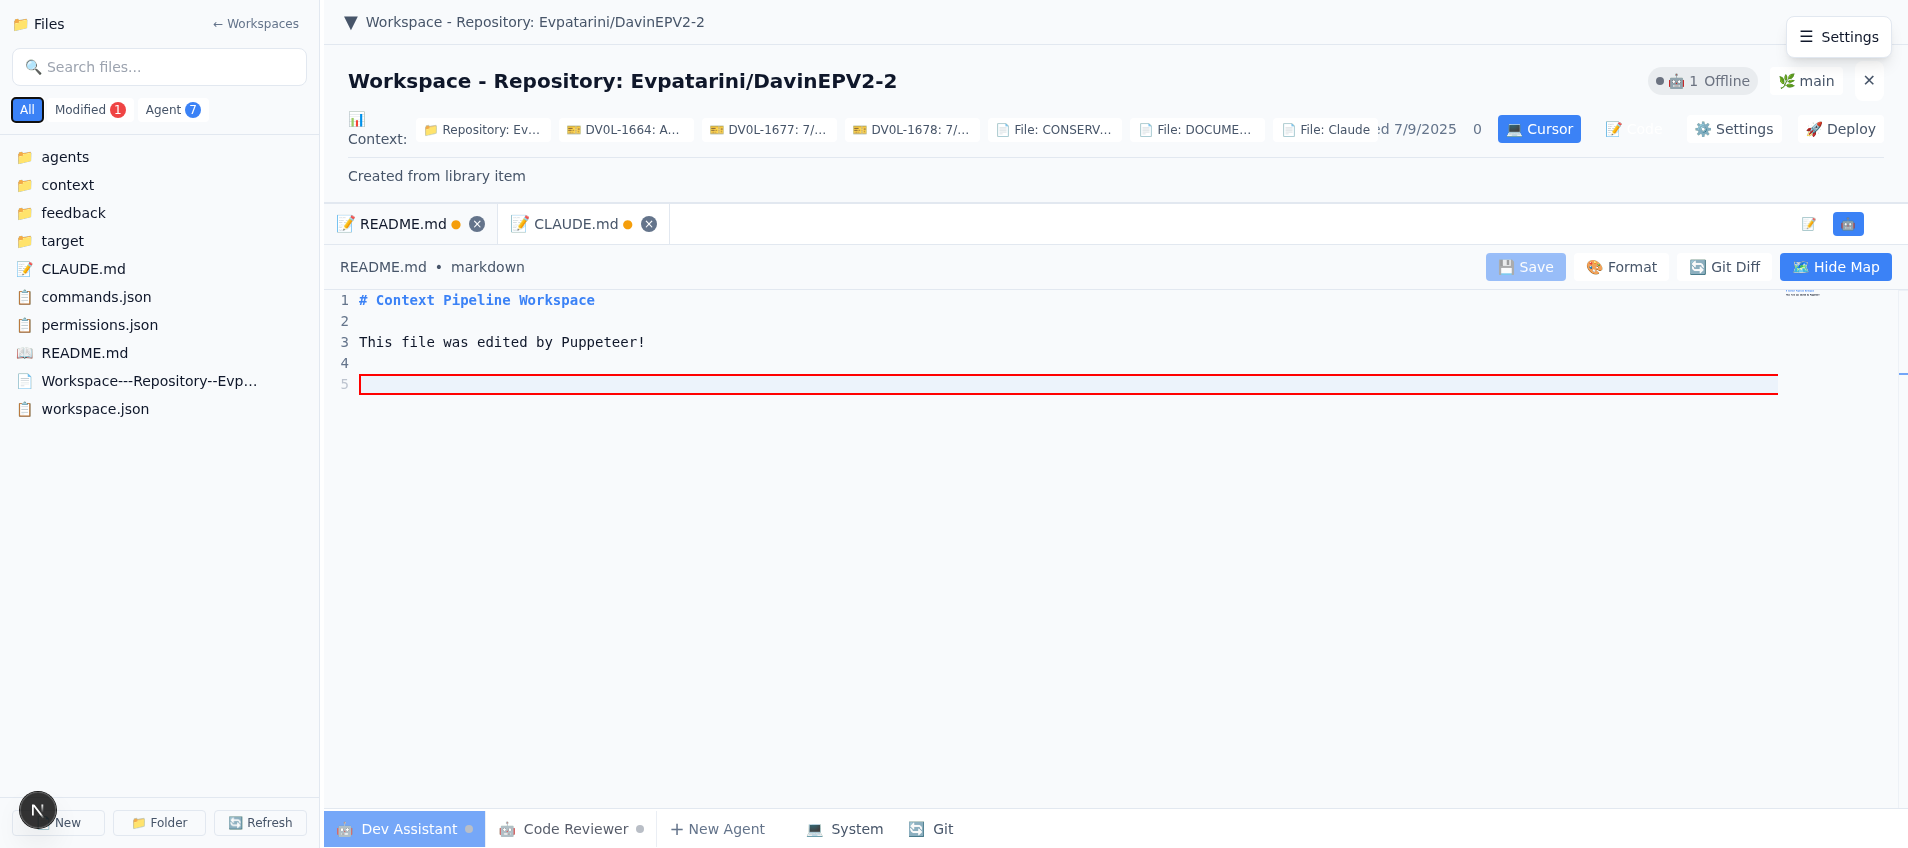 Files
← Workspaces
Search files...
All
Modified 1
Agent 7
agents
context
feedback
target
CLAUDE.md
commands.json
permissions.json
README.md
Workspace---Repository--Evp...
workspace.json
N
New
Folder
Refresh
▼ Workspace - Repository: Evpatarini/DavinEPV2-2
☰ Settings
Workspace - Repository: Evpatarini/DavinEPV2-2
1 Offline
main
✕
Context:
Repository: Ev...
DV0L-1664: A...
DV0L-1677: 7/...
DV0L-1678: 7/...
File: CONSERV...
File: DOCUME...
File: Claude
ed 7/9/2025
0
Cursor
Settings
Deploy
Created from library item
README.md
CLAUDE.md
README.md • markdown
Save
Format
Git Diff
Hide Map
1 # Context Pipeline Workspace
2
3 This file was edited by Puppeteer!
4
5
Dev Assistant
Code Reviewer
+ New Agent
System
Git